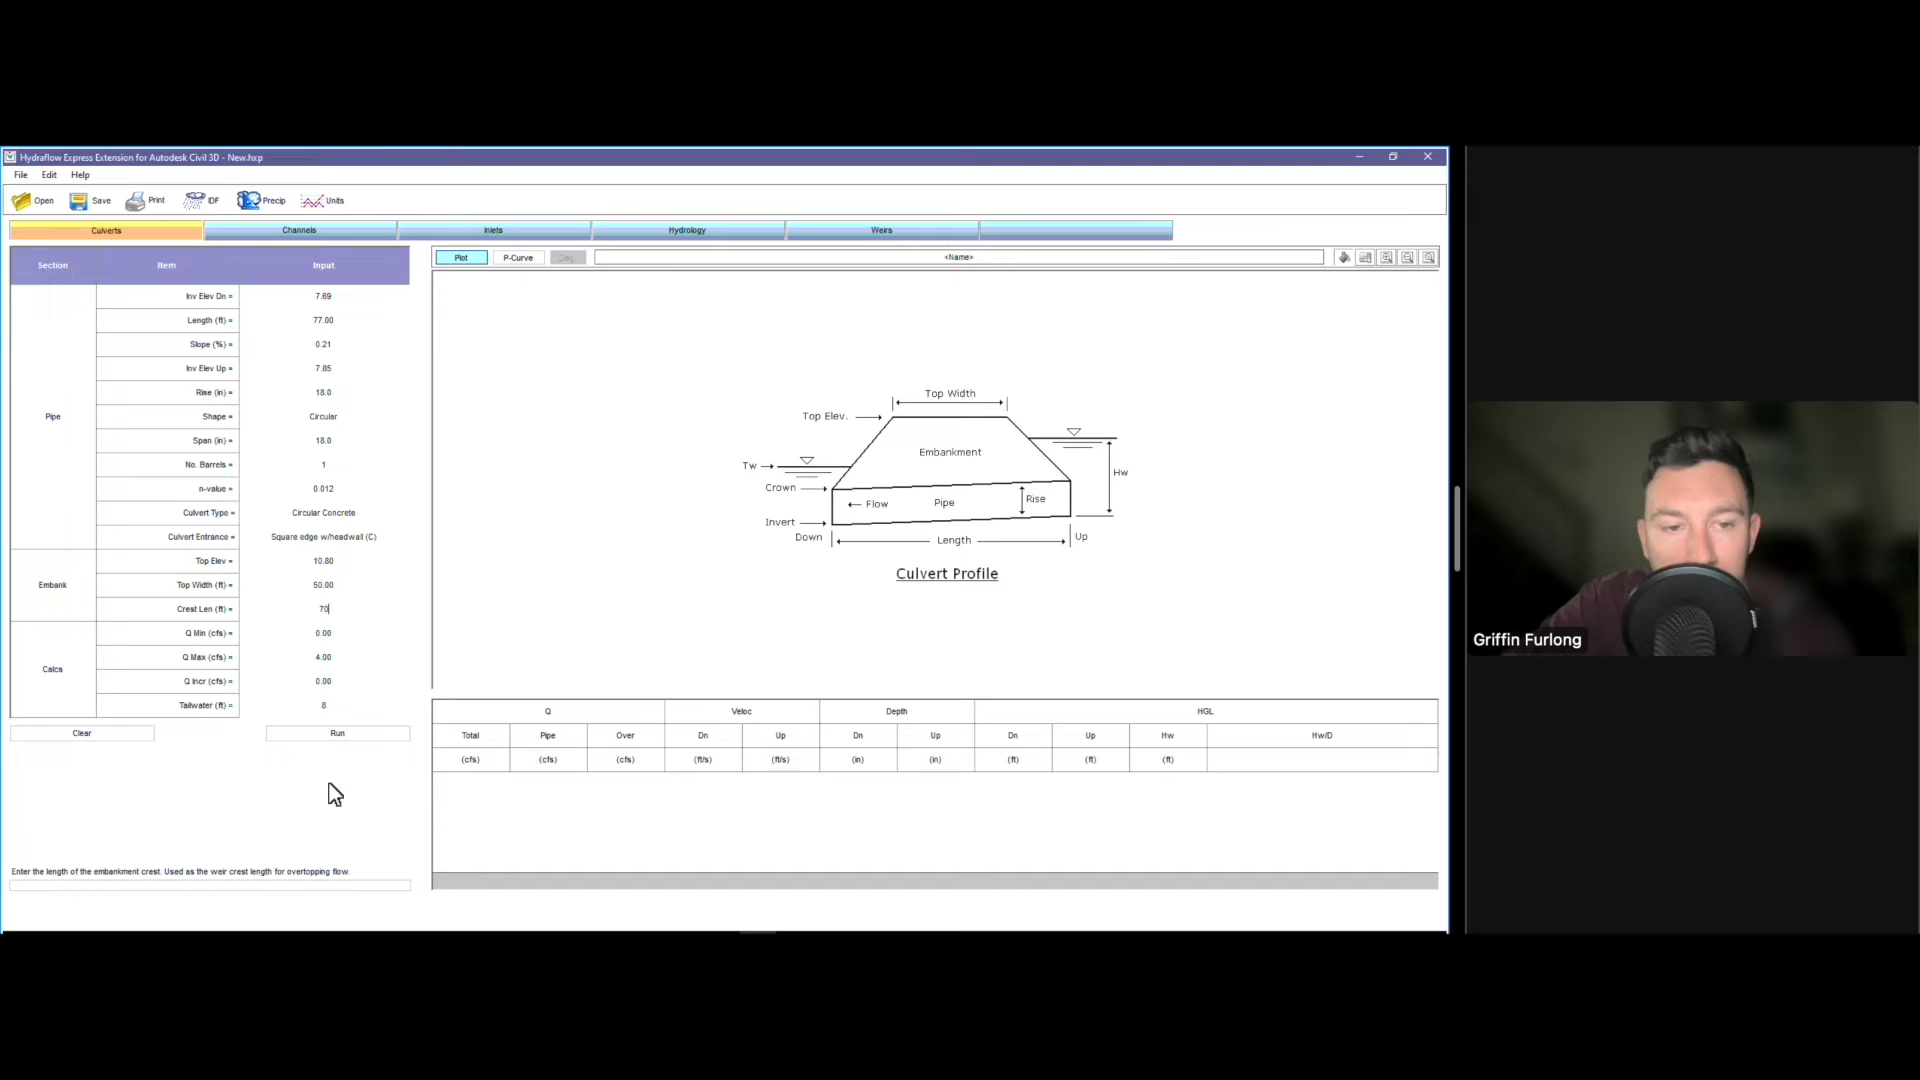 Hydraflow Express Extension for Autodesk Civil 3D - New.hxp
File Edit Help
Open Save Print IDF Precip Units
Culverts Channels Inlets Hydrology Weirs
Section Item Input
Plot P-Curve <Name>
Pipe
Inv Elev Dn = 7.69
Length (ft) = 77.00
Slope (%) = 0.21
Inv Elev Up = 7.85
Rise (in) = 18.0
Shape = Circular
Span (in) = 18.0
No. Barrels = 1
n-value = 0.012
Culvert Type = Circular Concrete
Culvert Entrance = Square edge w/headwall (C)
Embank
Top Elev = 10.80
Top Width (ft) = 50.00
Crest Len (ft) = 70
Calcs
Q Min (cfs) = 0.00
Q Max (cfs) = 4.00
Q Incr (cfs) = 0.00
Tailwater (ft) = 8
Clear Run
Enter the length of the embankment crest. Used as the weir crest length for overtopping flow.
Top Width
Top Elev.
Embankment
Tw
Hw
Crown
Rise
Flow Pipe
Invert
Down Length Up
Culvert Profile
Q Veloc Depth HGL
Total Pipe Over Dn Up Dn Up Dn Up Hw Hw/D
(cfs) (cfs) (cfs) (ft/s) (ft/s) (in) (in) (ft) (ft) (ft)
Griffin Furlong